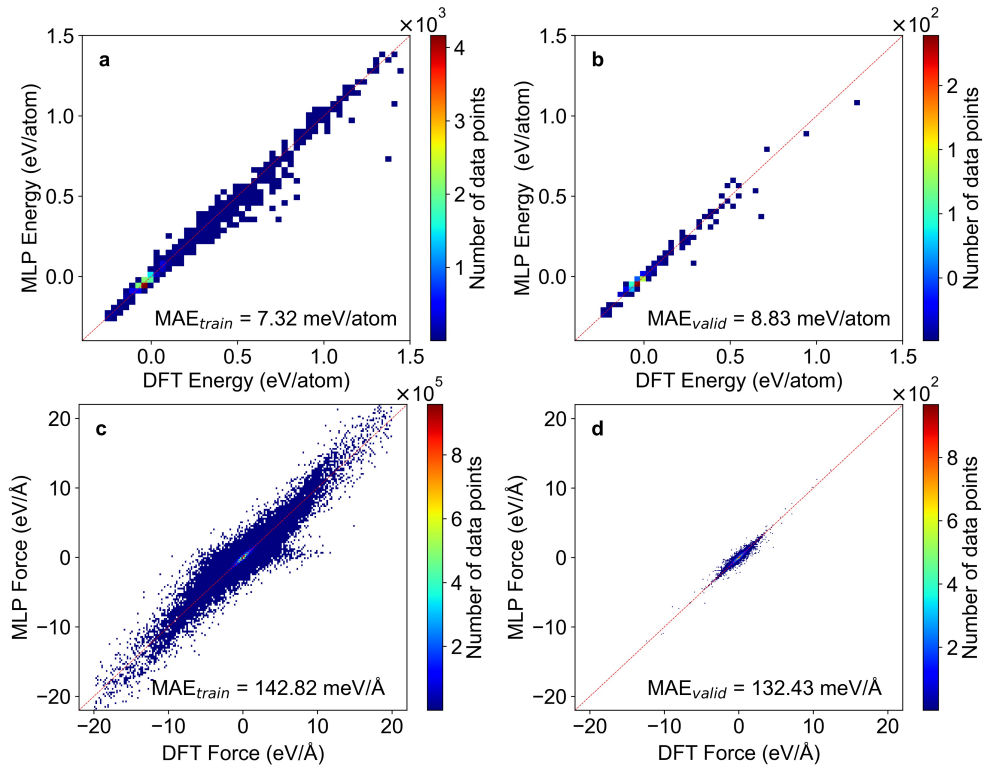 ×10³
×10²
a
b
1.5
1.0
0.5
0.0
MLP Energy (eV/atom)
MAEtrain = 7.32 meV/atom
0.0 0.5 1.0 1.5
DFT Energy (eV/atom)
4
3
2
1
Number of data points
1.5
1.0
0.5
0.0
MLP Energy (eV/atom)
MAEvalid = 8.83 meV/atom
0.0 0.5 1.0 1.5
DFT Energy (eV/atom)
2
1
1
0
Number of data points
×10⁵
×10²
c
d
20
10
0
−10
−20
MLP Force (eV/Å)
MAEtrain = 142.82 meV/Å
−20 −10 0 10 20
DFT Force (eV/Å)
8
6
4
2
Number of data points
20
10
0
−10
−20
MLP Force (eV/Å)
MAEvalid = 132.43 meV/Å
−20 −10 0 10 20
DFT Force (eV/Å)
8
6
4
2
Number of data points